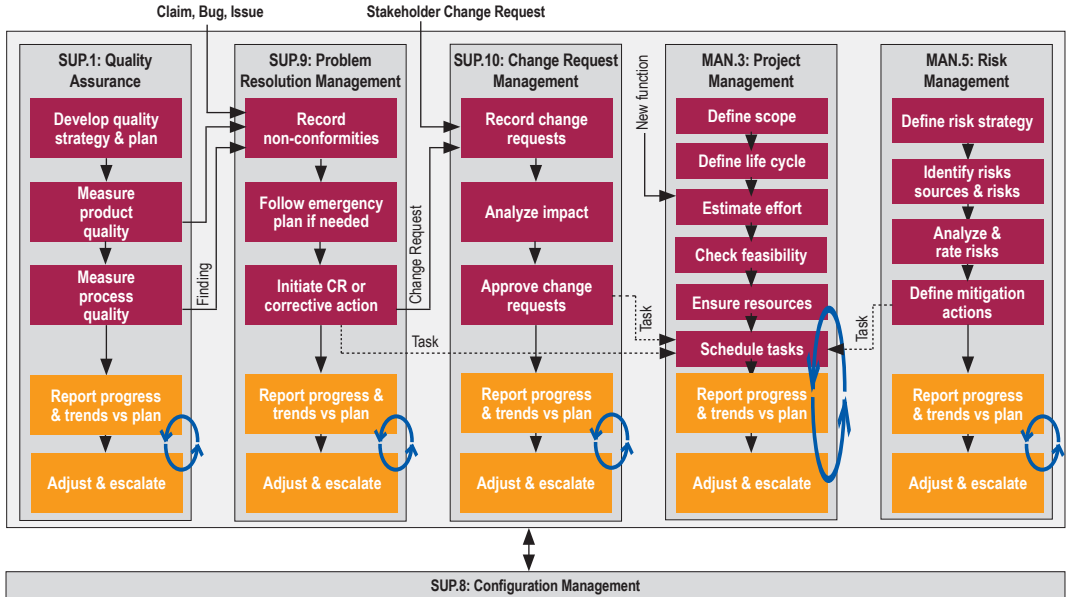 Claim, Bug, Issue
Stakeholder Change Request
SUP.1: Quality
Assurance
Develop quality
strategy & plan
Measure
product
quality
Measure
process
quality
Finding
Report progress
& trends vs plan
Adjust & escalate
SUP.9: Problem
Resolution Management
Record
non-conformities
Follow emergency
plan if needed
Initiate CR or
corrective action
Change Request
Task
Report progress &
trends vs plan
Adjust & escalate
SUP.10: Change Request
Management
Record change
requests
Analyze impact
Approve change
requests
Task
Report progress
& trends vs plan
Adjust & escalate
New function
MAN.3: Project
Management
Define scope
Define life cycle
Estimate effort
Check feasibility
Ensure resources
Schedule tasks
Report progress
& trends vs plan
Adjust & escalate
Task
MAN.5: Risk
Management
Define risk strategy
Identify risks
sources & risks
Analyze &
rate risks
Define mitigation
actions
Report progress
& trends vs plan
Adjust & escalate
SUP.8: Configuration Management